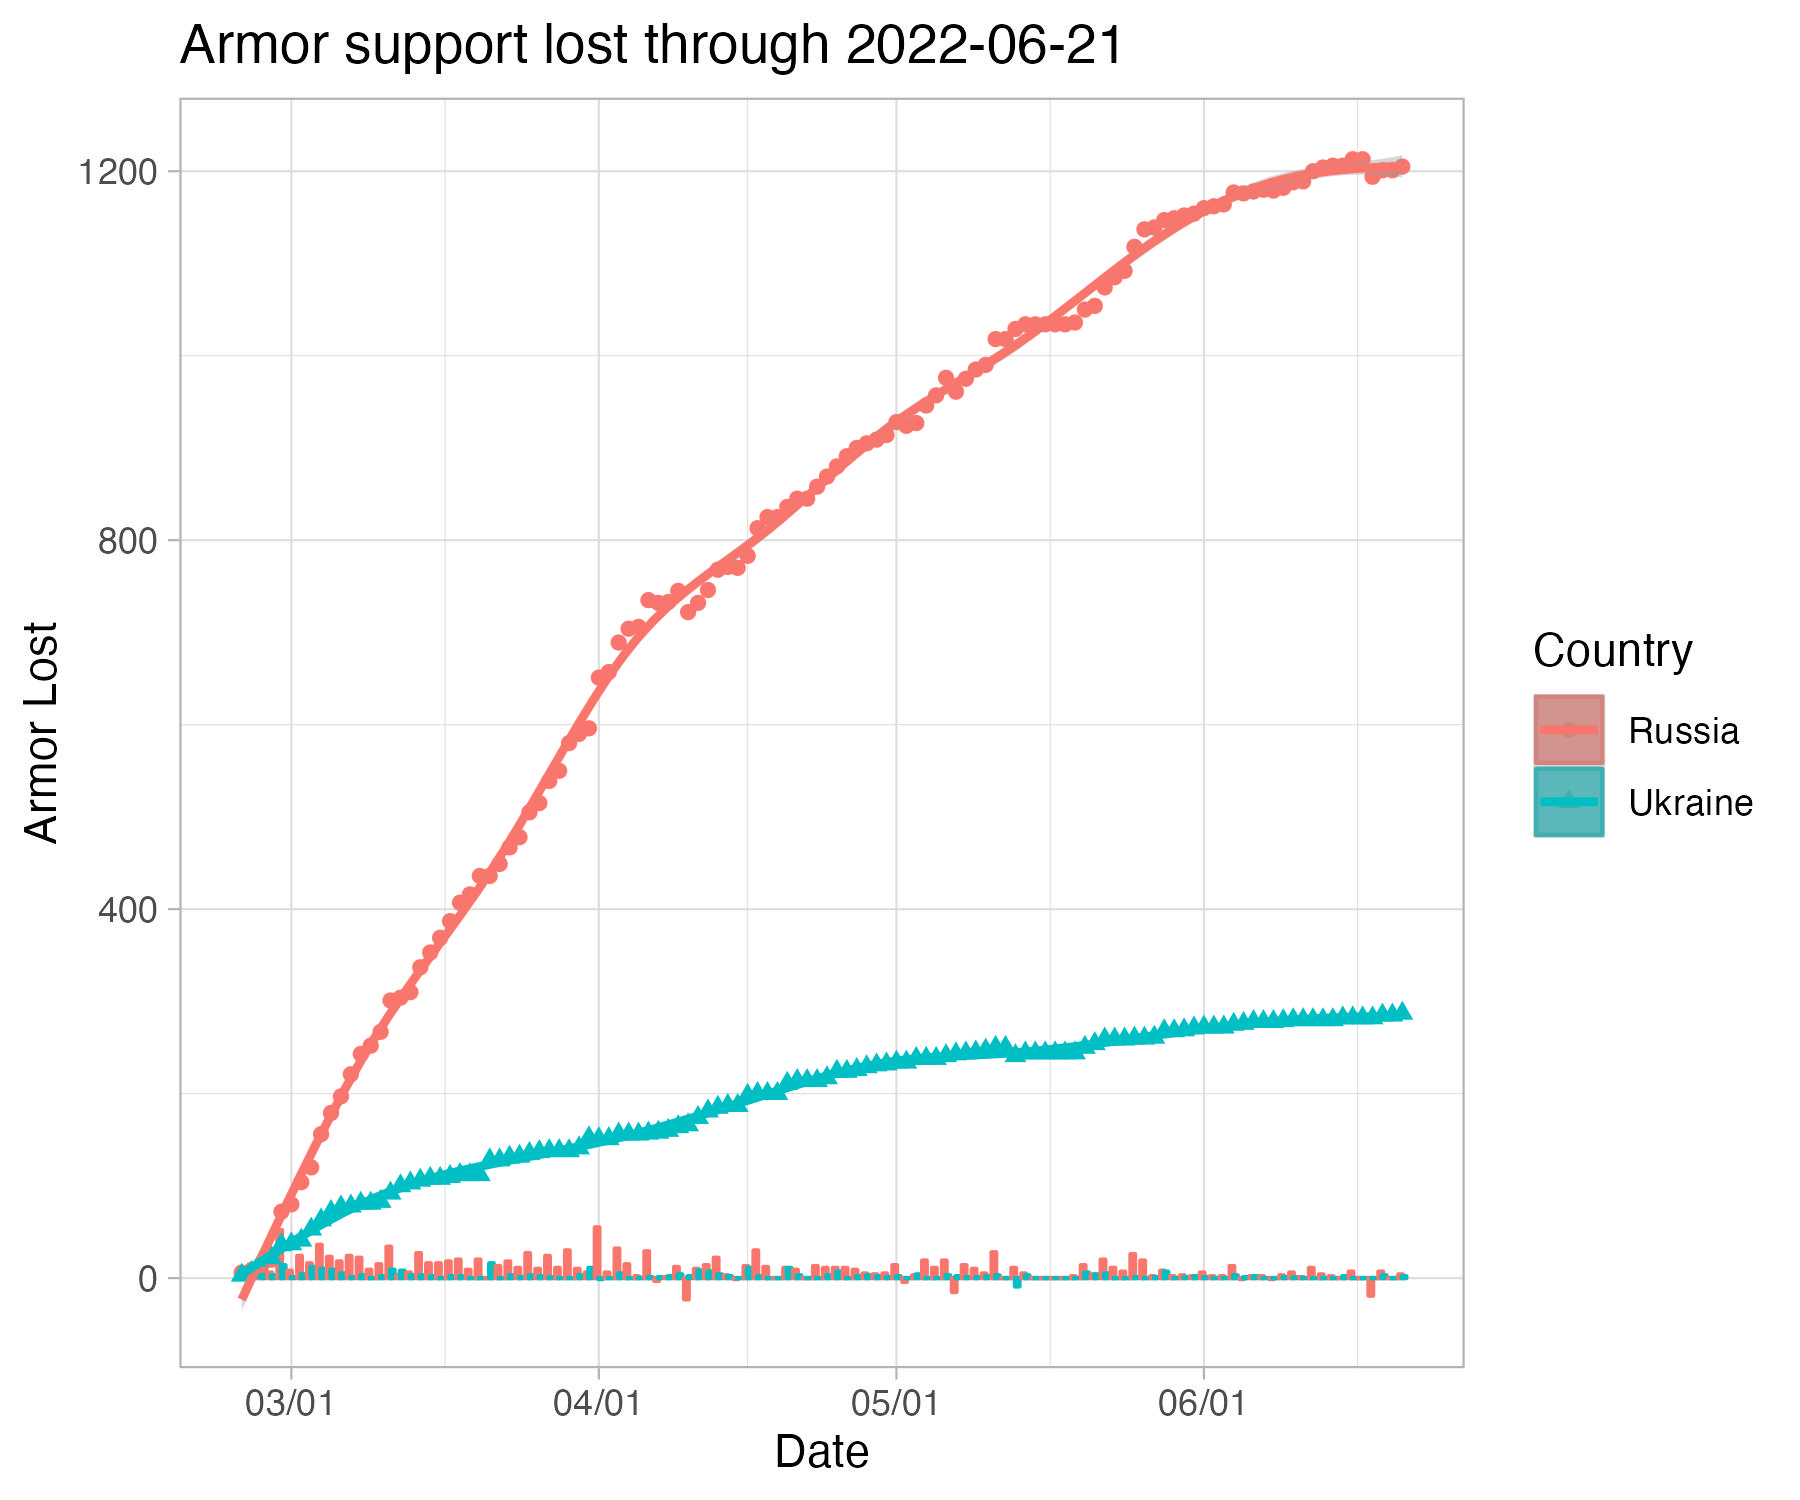 Armor support lost through 2022-06-21
Armor Lost
1200
800
400
0
03/01 04/01 05/01 06/01
Date
Country
Russia
Ukraine